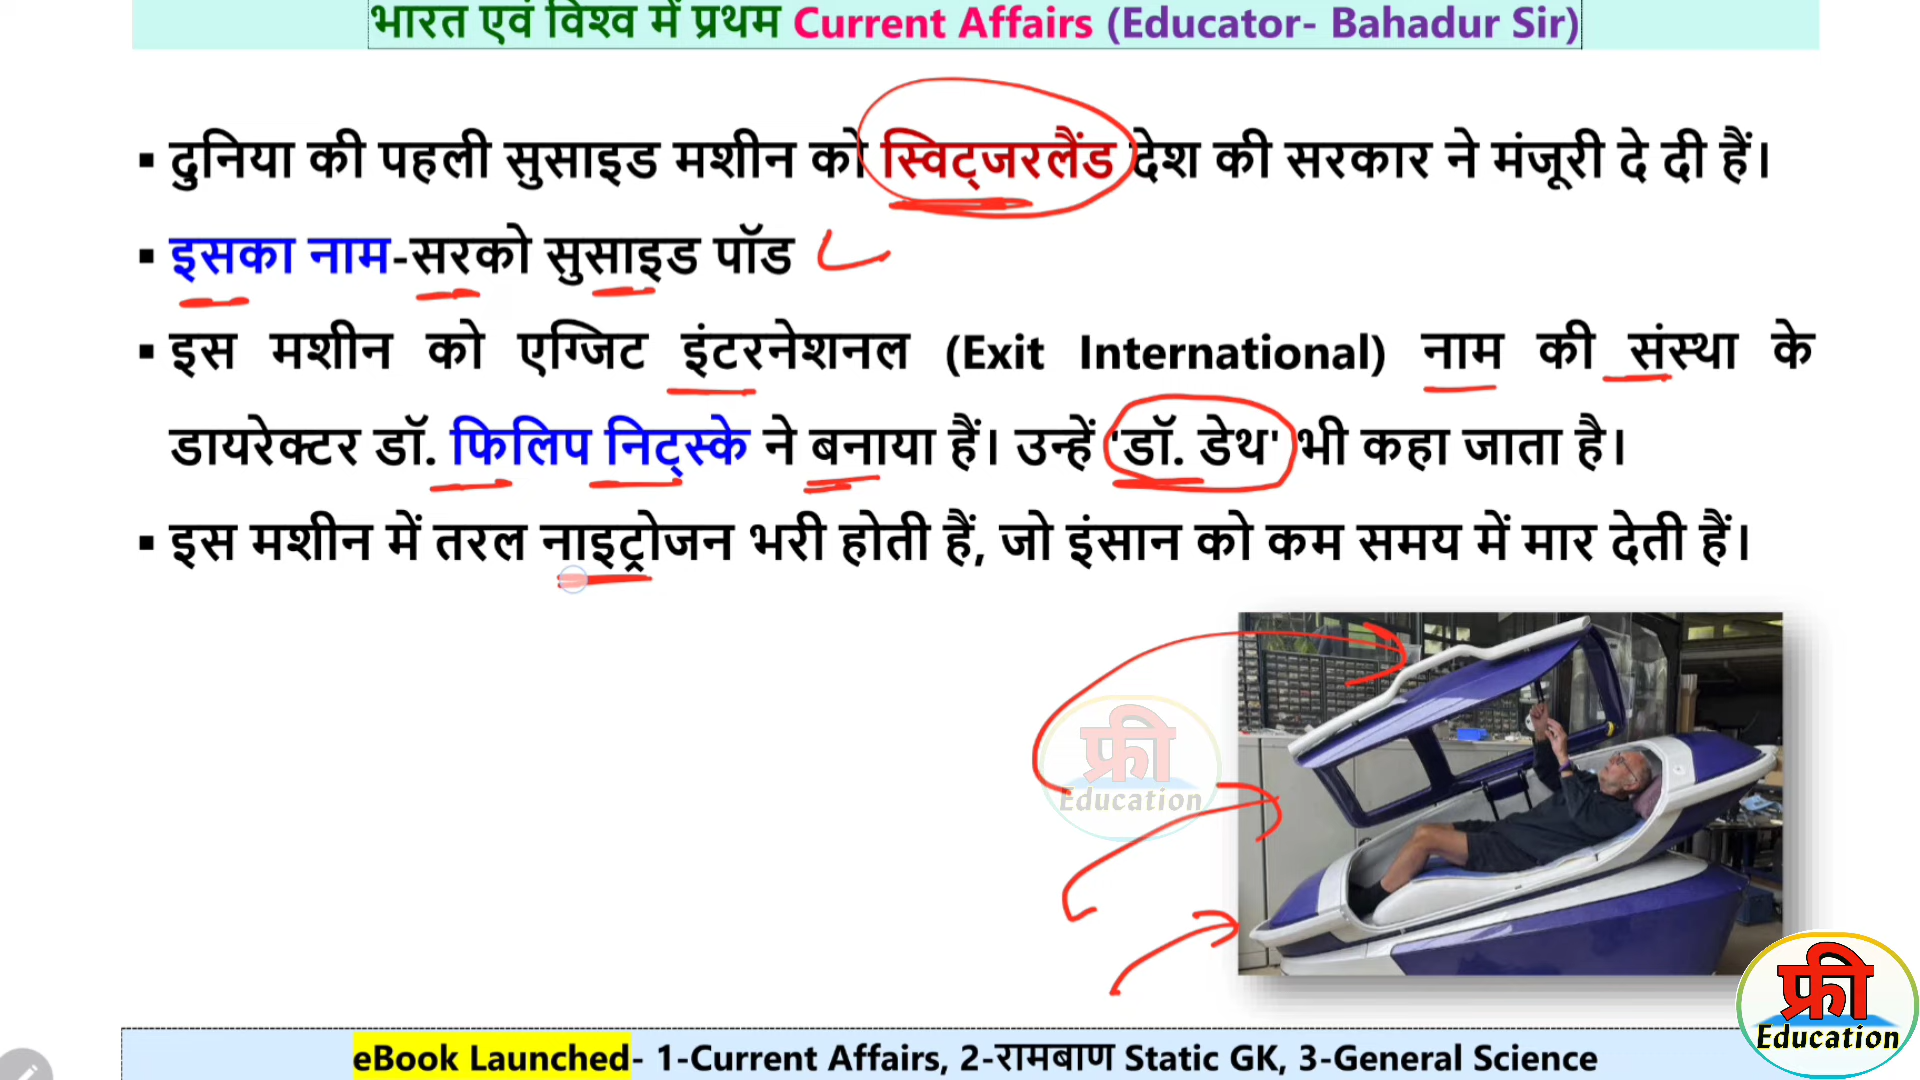 भारत एवं विश्व में प्रथम Current Affairs (Educator- Bahadur Sir)
▪ दुनिया की पहली सुसाइड मशीन को स्विट्जरलैंड देश की सरकार ने मंजूरी दे दी हैं।
▪ इसका नाम-सरको सुसाइड पॉड
▪ इस मशीन को एग्जिट इंटरनेशनल (Exit International) नाम की संस्था के
डायरेक्टर डॉ. फिलिप निट्स्के ने बनाया हैं। उन्हें 'डॉ. डेथ' भी कहा जाता है।
▪ इस मशीन में तरल नाइट्रोजन भरी होती हैं, जो इंसान को कम समय में मार देती हैं।
फ्री
Education
फ्री
Education
eBook Launched- 1-Current Affairs, 2-रामबाण Static GK, 3-General Science